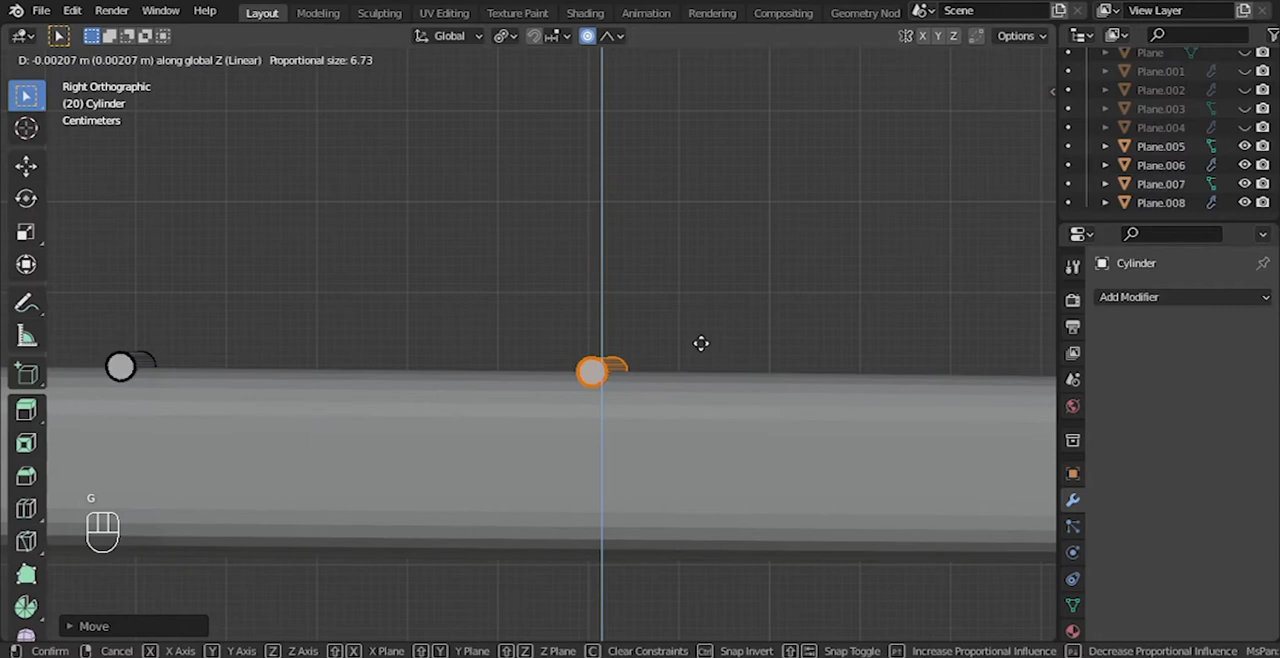 File Edit Render Window Help Layout Modeling Sculpting UV Editing Texture Paint Shading Animation Rendering Compositing Geometry Nod Scene View Layer
Global X Y Z Options
D: -0.00207 m (0.00207 m) along global Z (Linear) Proportional size: 6.73
Right Orthographic
(20) Cylinder
Centimeters
Plane
Plane.001
Plane.002
Plane.003
Plane.004
Plane.005
Plane.006
Plane.007
Plane.008
Cylinder
Add Modifier
G
Move
Confirm Cancel X X Axis Y Y Axis Z Z Axis X X Plane Y Y Plane Z Z Plane C Clear Constraints Ctrl Snap Invert Snap Toggle Increase Proportional Influence Decrease Proportional Influence MsPan